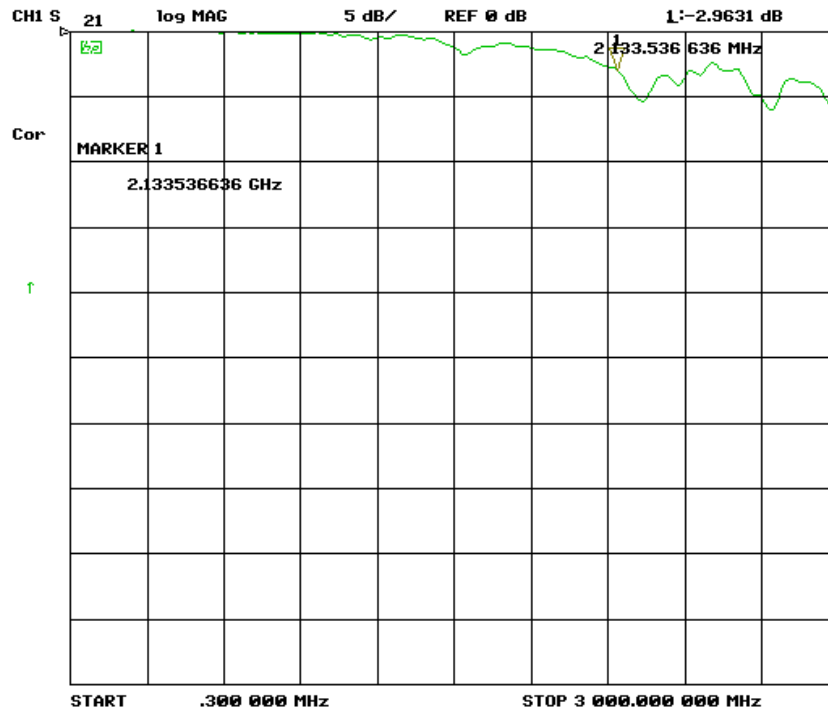 CH1 S 21 log MAG 5 dB/ REF 0 dB 1:-2.9631 dB
2 133.536 636 MHz
1
Cor
MARKER 1
2.133536636 GHz
↑
START .300 000 MHz STOP 3 000.000 000 MHz